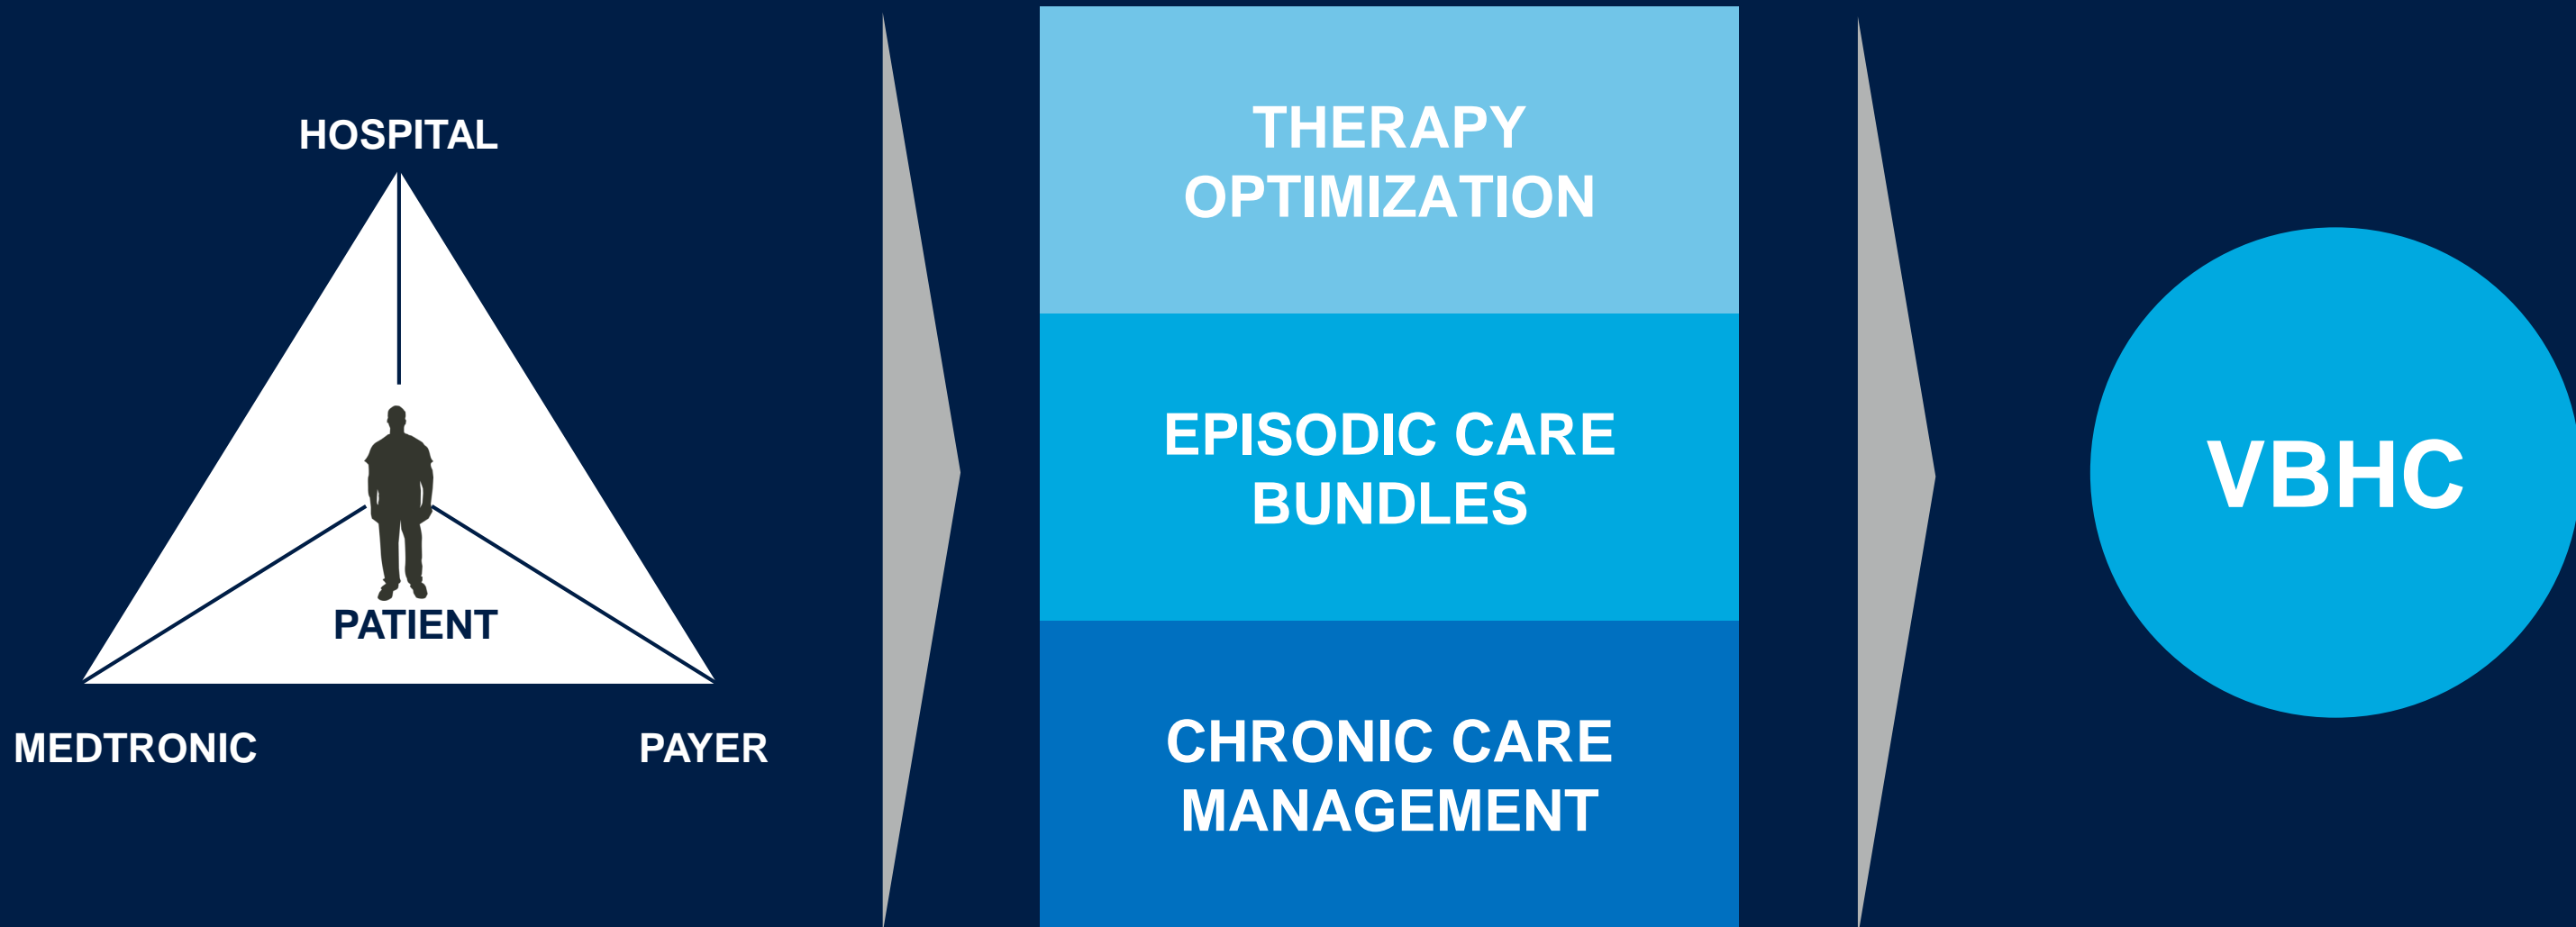 HOSPITAL
PATIENT
MEDTRONIC
PAYER
THERAPY
OPTIMIZATION
EPISODIC CARE
BUNDLES
CHRONIC CARE
MANAGEMENT
VBHC